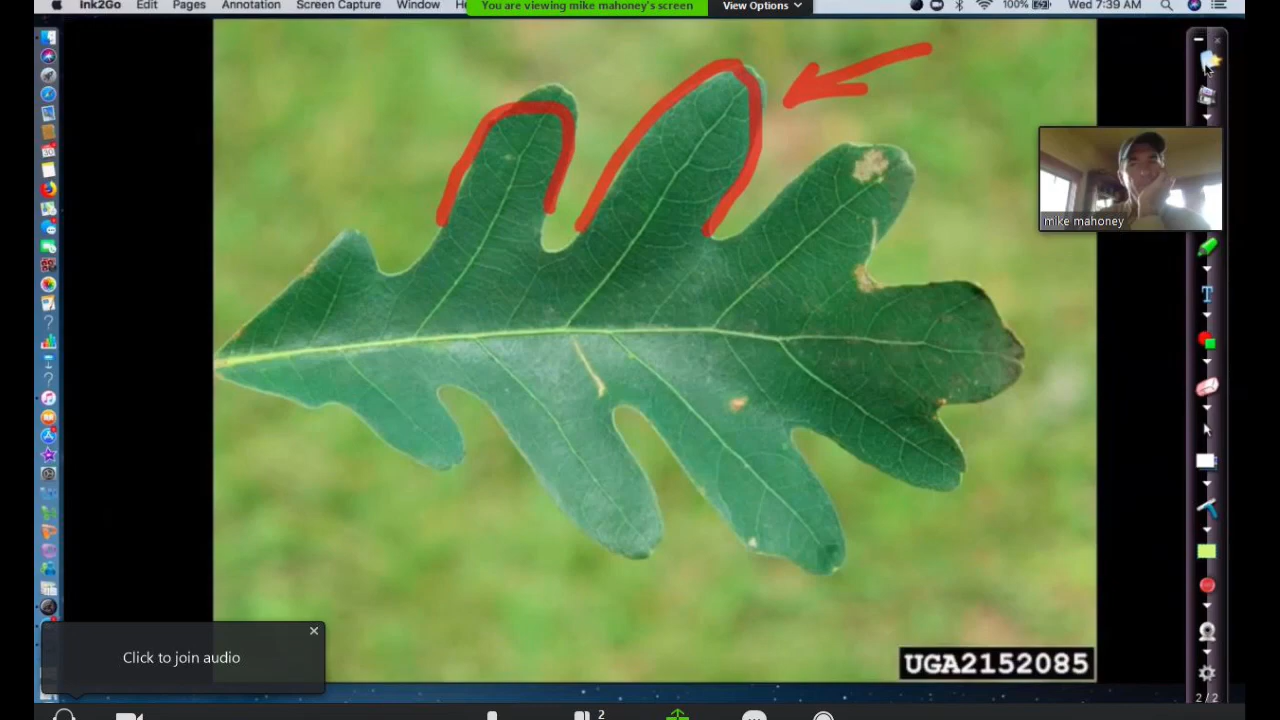 Ink2Go Edit Pages Annotation Screen Capture Window
You are viewing mike mahoney's screen
View Options
100%
Wed 7:39 AM
mike mahoney
T
Click to join audio
UGA2152085
2 / 2
2